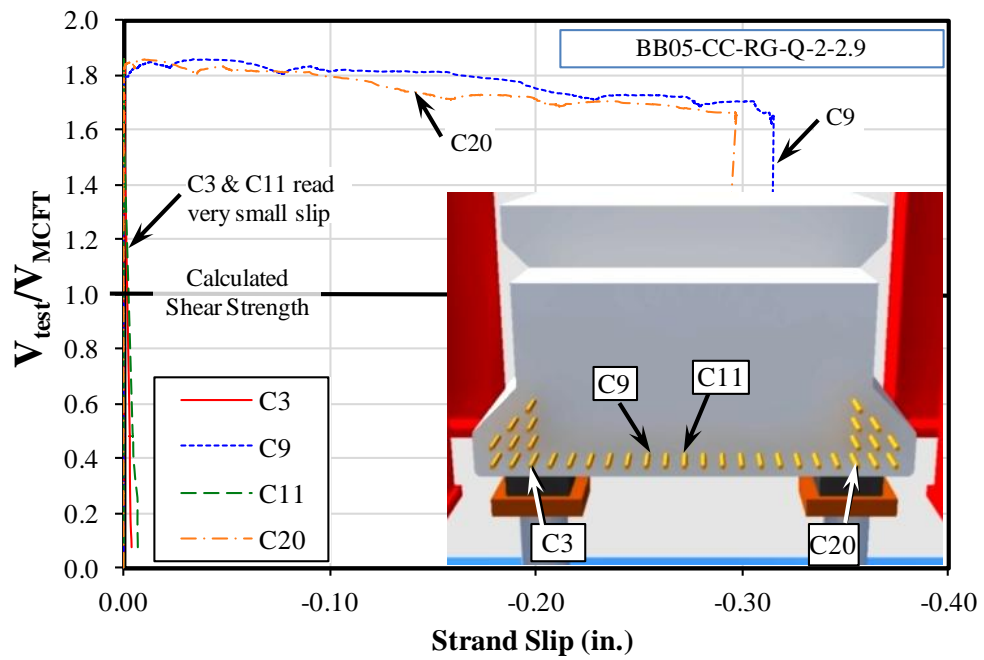 BB05-CC-RG-Q-2-2.9
2.0
1.8
1.6
1.4
1.2
1.0
0.8
0.6
0.4
0.2
0.0
V_test/V_MCFT
C20
C9
C3 & C11 read
very small slip
Calculated
Shear Strength
C3
C9
C11
C20
C9
C11
C3
C20
0.00
-0.10
-0.20
-0.30
-0.40
Strand Slip (in.)